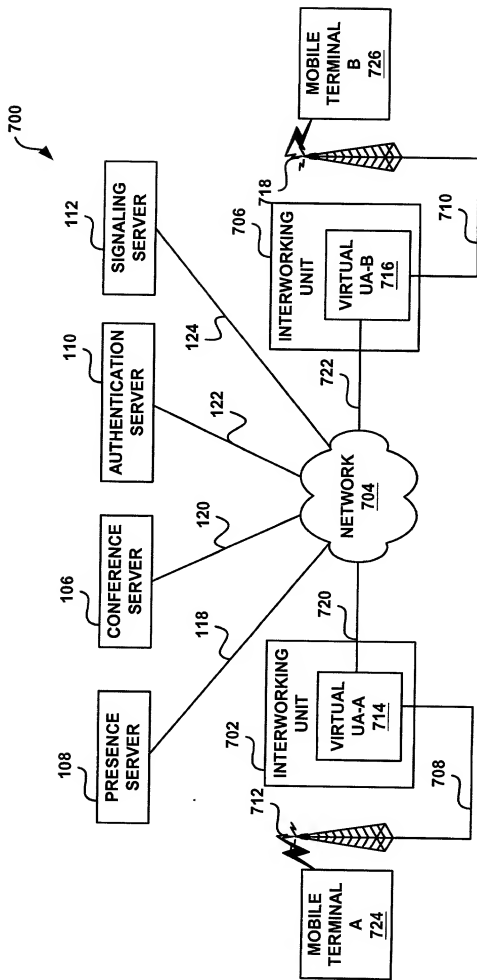 700
108
PRESENCE
SERVER
106
CONFERENCE
SERVER
110
AUTHENTICATION
SERVER
112
SIGNALING
SERVER
118
120
122
124
NETWORK
704
702
INTERWORKING
UNIT
VIRTUAL
UA-A
714
720
712
708
MOBILE
TERMINAL
A
724
706
INTERWORKING
UNIT
VIRTUAL
UA-B
716
722
718
710
MOBILE
TERMINAL
B
726